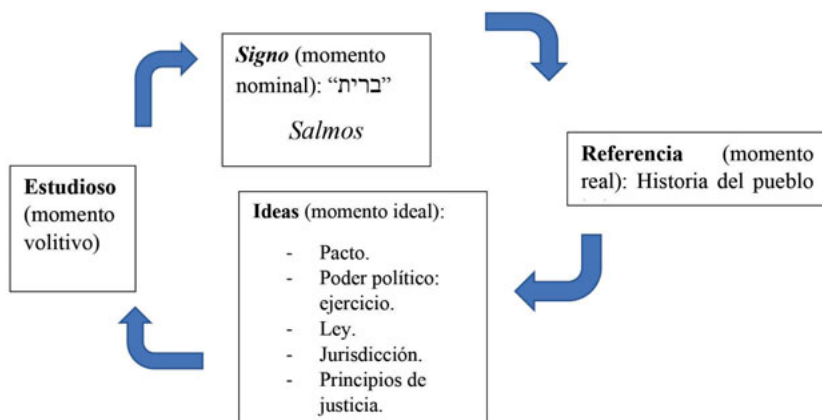 Signo (momento
nominal): “ברית”
Salmos
Referencia (momento
real): Historia del pueblo
Estudioso
(momento
volitivo)
Ideas (momento ideal):
- Pacto.
- Poder político:
ejercicio.
- Ley.
- Jurisdicción.
- Principios de
justicia.